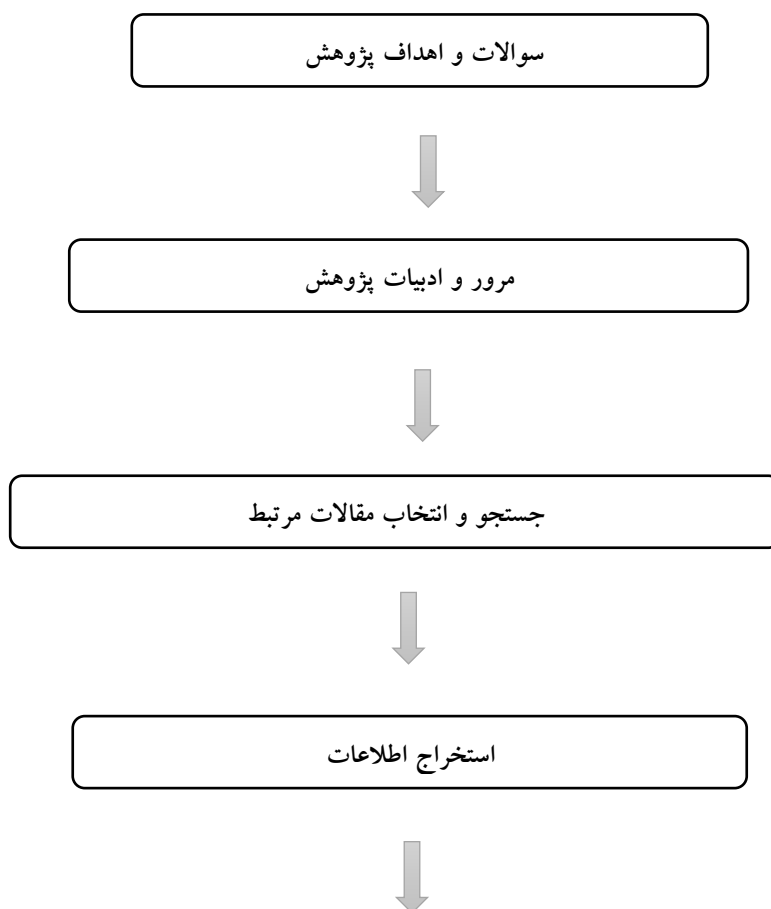 سوالات و اهداف پژوهش
مرور و ادبیات پژوهش
جستجو و انتخاب مقالات مرتبط
استخراج اطلاعات